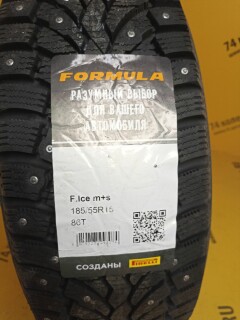 FORMULA
РАЗУМНЫЙ ВЫБОР
ДЛЯ ВАШЕГО
АВТОМОБИЛЯ
F.Ice m+s
185/55R15
86T
СОЗДАНЫ
PIRELLI